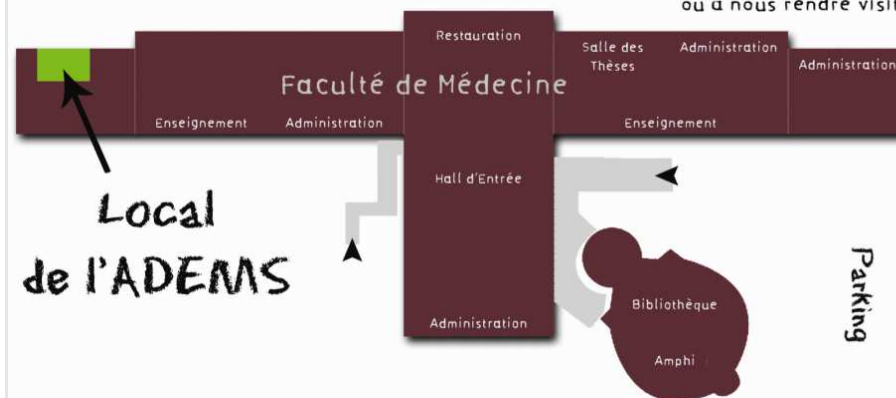 ou à nous rendre visit
Restauration
Salle des
Thèses
Administration
Administration
Faculté de Médecine
Enseignement
Administration
Enseignement
Hall d'Entrée
Local
de l'ADEMS
Parking
Bibliothèque
Administration
Amphi